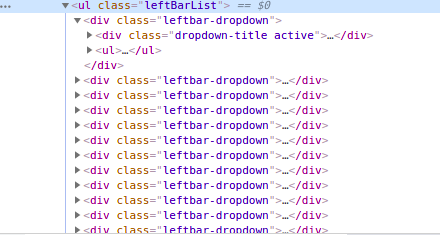 … ▼<ul class="leftBarList"> == $0
▼<div class="leftbar-dropdown">
▶<div class="dropdown-title active">…</div>
▶<ul>…</ul>
</div>
▶<div class="leftbar-dropdown">…</div>
▶<div class="leftbar-dropdown">…</div>
▶<div class="leftbar-dropdown">…</div>
▶<div class="leftbar-dropdown">…</div>
▶<div class="leftbar-dropdown">…</div>
▶<div class="leftbar-dropdown">…</div>
▶<div class="leftbar-dropdown">…</div>
▶<div class="leftbar-dropdown">…</div>
▶<div class="leftbar-dropdown">…</div>
▶<div class="leftbar-dropdown">…</div>
▶<div class="leftbar-dropdown">…</div>